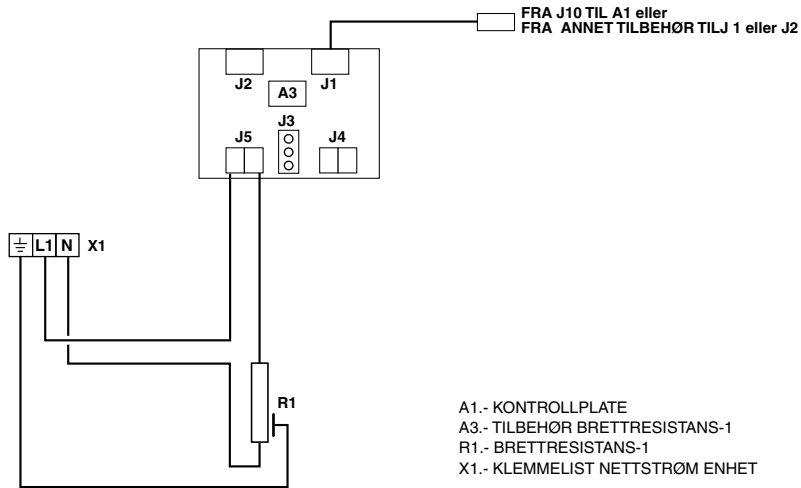 FRA J10 TIL A1 eller
FRA ANNET TILBEHØR TILJ 1 eller J2
J2
J1
A3
J3
J5
J4
L1 N X1
R1
A1.- KONTROLLPLATE
A3.- TILBEHØR BRETTRESISTANS-1
R1.- BRETTRESISTANS-1
X1.- KLEMMELIST NETTSTRØM ENHET